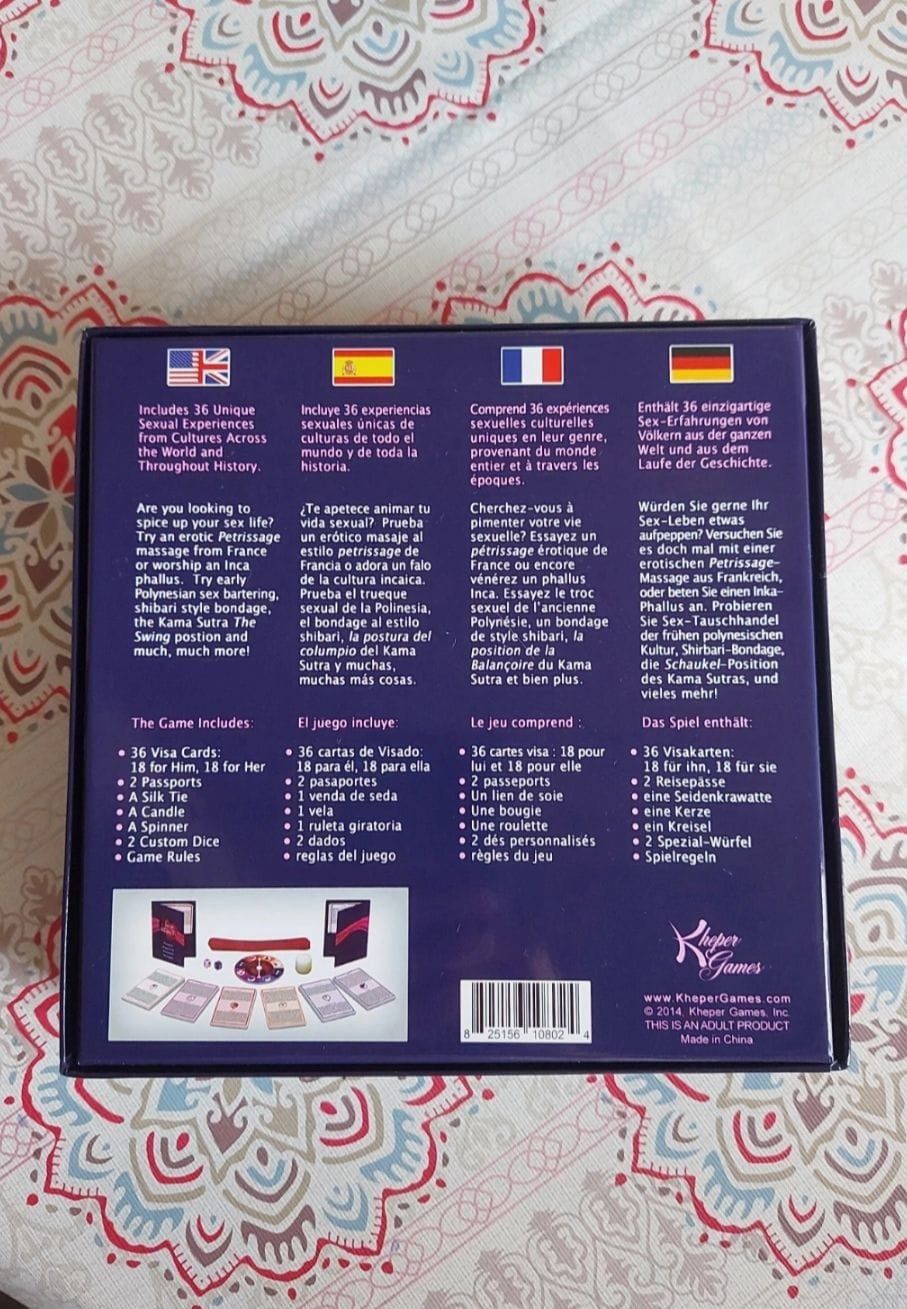 Includes 36 Unique
Sexual Experiences
from Cultures Across
the World and
Throughout History.
Are you looking to
spice up your sex life?
Try an erotic Petrissage
massage from France
or worship an Inca
phallus. Try early
Polynesian sex bartering,
shibari style bondage,
the Kama Sutra The
Swing postion and
much, much more!
The Game Includes:
• 36 Visa Cards:
18 for Him, 18 for Her
• 2 Passports
• A Silk Tie
• A Candle
• A Spinner
• 2 Custom Dice
• Game Rules
Incluye 36 experiencias
sexuales únicas de
culturas de todo el
mundo y de toda la
historia.
¿Te apetece animar tu
vida sexual? Prueba
un erótico masaje al
estilo petrissage de
Francia o adora un falo
de la cultura incaica.
Prueba el trueque
sexual de la Polinesia,
el bondage al estilo
shibari, la postura del
columpio del Kama
Sutra y muchas,
muchas más cosas.
El juego incluye:
• 36 cartas de Visado:
18 para él, 18 para ella
• 2 pasaportes
• 1 venda de seda
• 1 vela
• 1 ruleta giratoria
• 2 dados
• reglas del juego
Comprend 36 expériences
sexuelles culturelles
uniques en leur genre,
provenant du monde
entier et à travers les
époques.
Cherchez-vous à
pimenter votre vie
sexuelle? Essayez un
pétrissage érotique de
France ou encore
vénérez un phallus
Inca. Essayez le troc
sexuel de l'ancienne
Polynésie, un bondage
de style shibari, la
position de la
Balançoire du Kama
Sutra et bien plus.
Le jeu comprend :
• 36 cartes visa : 18 pour
lui et 18 pour elle
• 2 passeports
• Un lien de soie
• Une bougie
• Une roulette
• 2 dés personnalisés
• règles du jeu
Enthält 36 einzigartige
Sex-Erfahrungen von
Völkern aus der ganzen
Welt und aus dem
Laufe der Geschichte.
Würden Sie gerne Ihr
Sex-Leben etwas
aufpeppen? Versuchen Sie
es doch mal mit einer
erotischen Petrissage-
Massage aus Frankreich,
oder beten Sie einen Inka-
Phallus an. Probieren
Sie Sex-Tauschhandel
der frühen polynesischen
Kultur, Shirbari-Bondage,
die Schaukel-Position
des Kama Sutras, und
vieles mehr!
Das Spiel enthält:
• 36 Visakarten:
18 für ihn, 18 für sie
• 2 Reisepässe
• eine Seidenkrawatte
• eine Kerze
• ein Kreisel
• 2 Spezial-Würfel
• Spielregeln
8 25156 10802 4
Kheper
Games
www.KheperGames.com
© 2014, Kheper Games, Inc.
THIS IS AN ADULT PRODUCT
Made in China